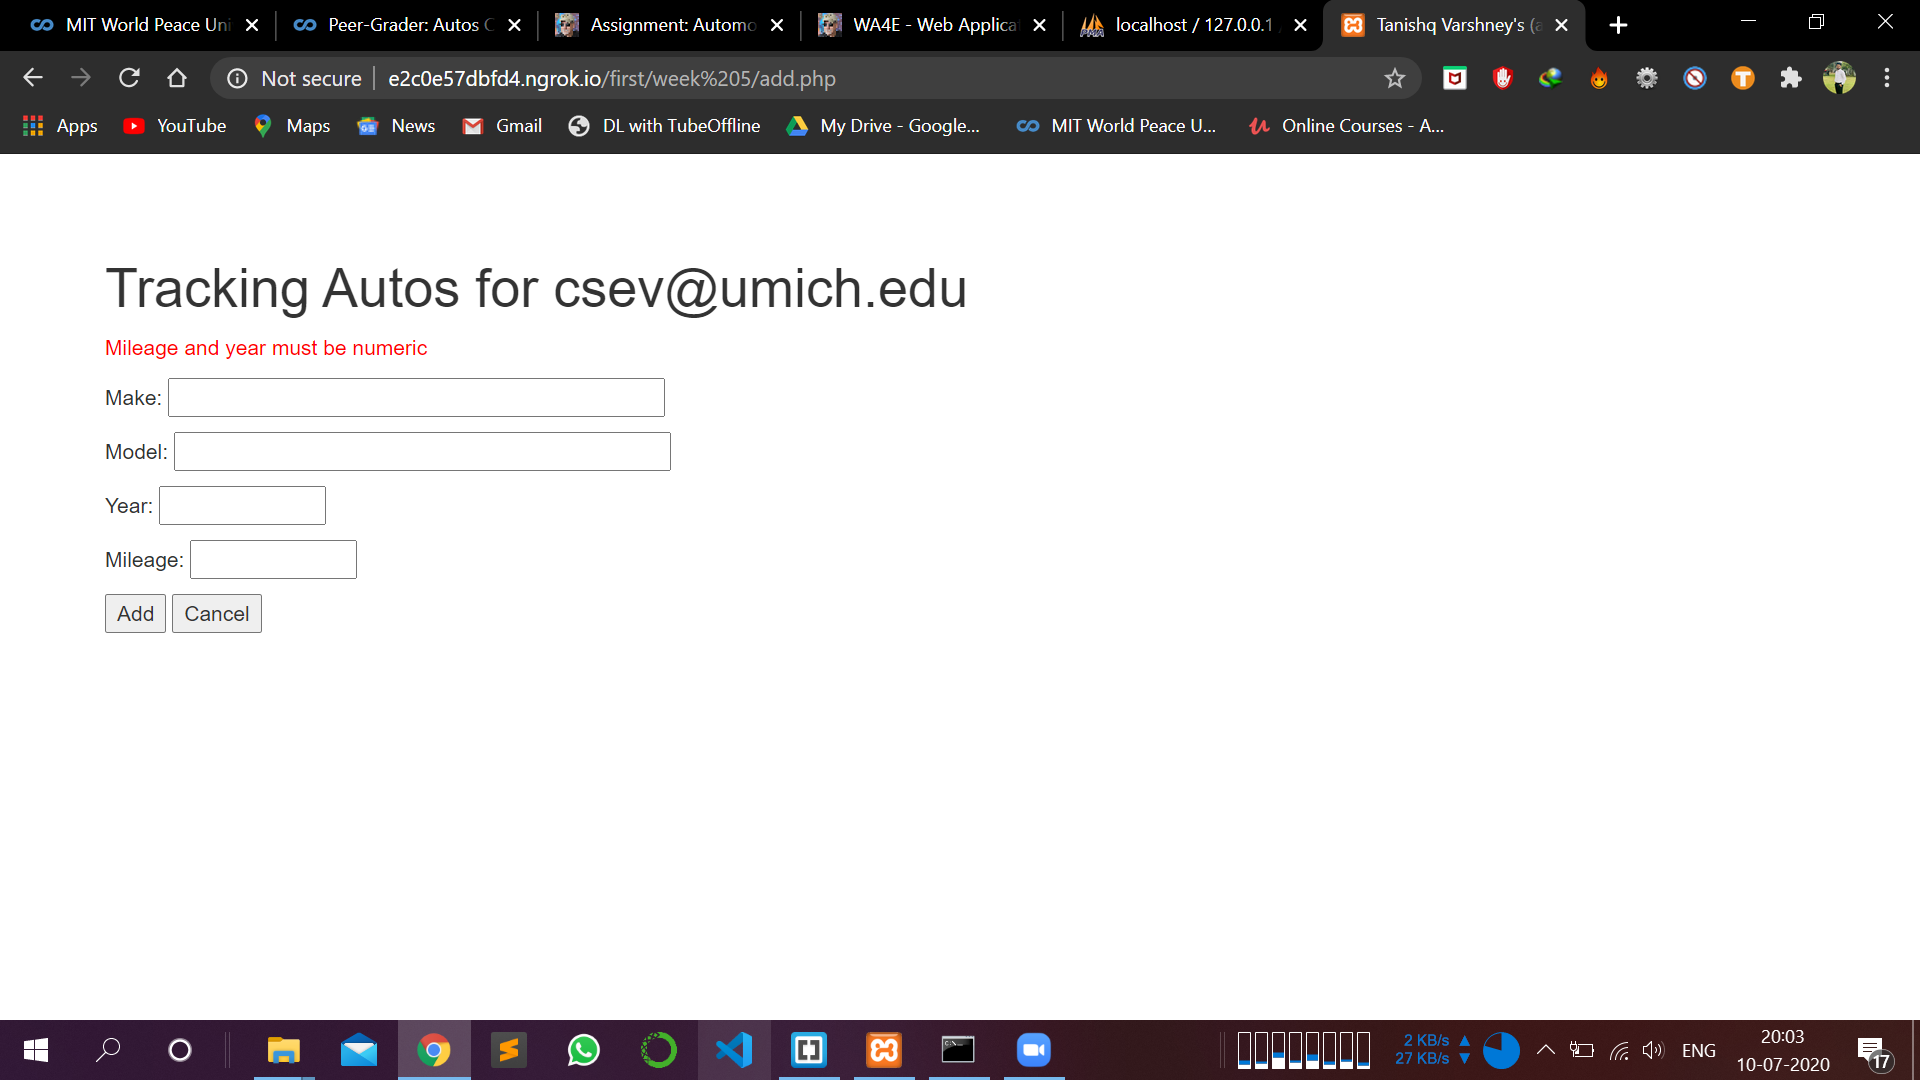 MIT World Peace Uni
Peer-Grader: Autos C
Assignment: Automo
WA4E - Web Applicat
localhost / 127.0.0.1
Tanishq Varshney's (a
Not secure
e2c0e57dbfd4.ngrok.io/first/week%205/add.php
Apps
YouTube
Maps
News
Gmail
DL with TubeOffline
My Drive - Google...
MIT World Peace U...
Online Courses - A...
Tracking Autos for csev@umich.edu
Mileage and year must be numeric
Make:
Model:
Year:
Mileage:
Add Cancel
2 KB/s
27 KB/s
ENG
20:03
10-07-2020
17